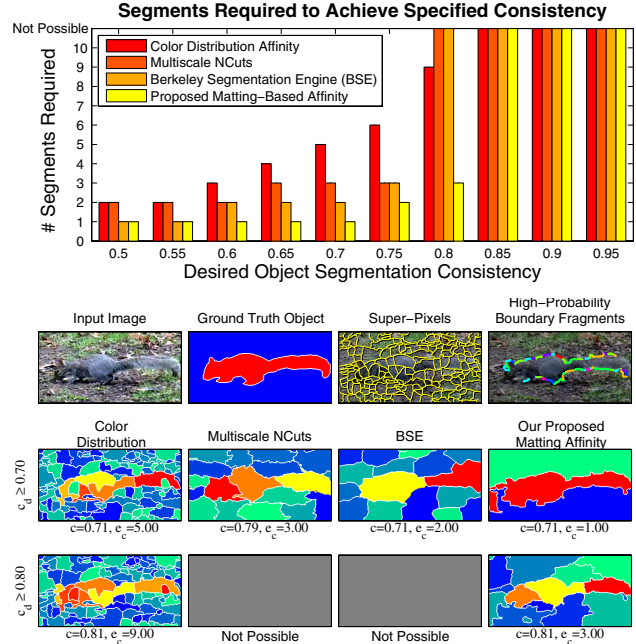 Segments Required to Achieve Specified Consistency
Not Possible
10
9
8
7
6
5
4
3
2
1
0
# Segments Required
Color Distribution Affinity
Multiscale NCuts
Berkeley Segmentation Engine (BSE)
Proposed Matting−Based Affinity
0.5 0.55 0.6 0.65 0.7 0.75 0.8 0.85 0.9 0.95
Desired Object Segmentation Consistency
Input Image
Ground Truth Object
Super−Pixels
High−Probability
Boundary Fragments
Color
Distribution
Multiscale NCuts
BSE
Our Proposed
Matting Affinity
c_d ≥ 0.70
c=0.71, e_c=5.00
c=0.79, e_c=3.00
c=0.71, e_c=2.00
c=0.71, e_c=1.00
c_d ≥ 0.80
c=0.81, e_c=9.00
Not Possible
Not Possible
c=0.81, e_c=3.00